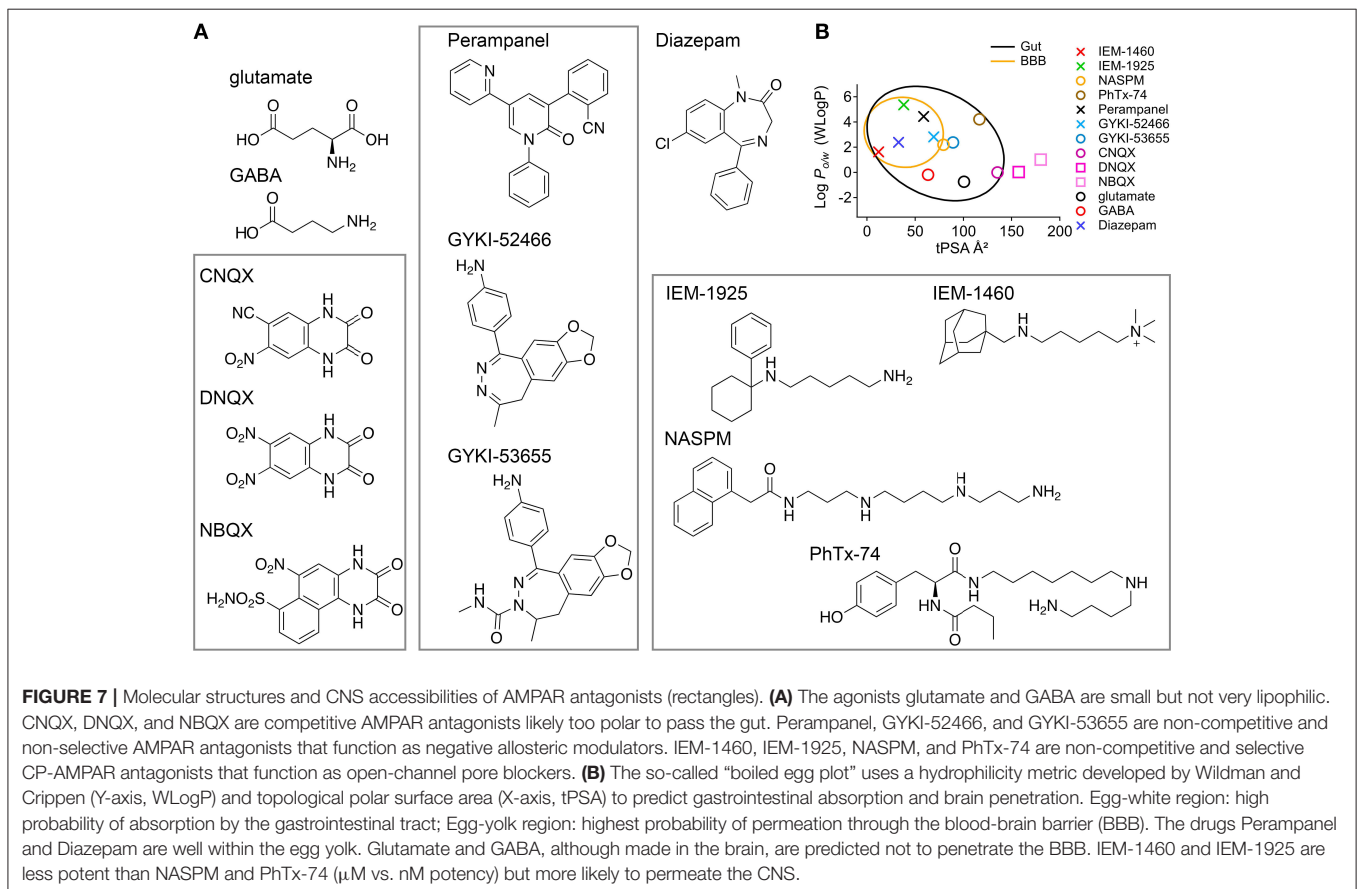 A
glutamate
O
O
HO
OH
NH2
GABA
O
HO
NH2
CNQX
NC
O2N
H
N
O
N
H
O
DNQX
O2N
O2N
H
N
O
N
H
O
NBQX
O2N
H2NO2S
H
N
O
N
H
O
Perampanel
N
N
O
CN
GYKI-52466
H2N
N
N
O
O
GYKI-53655
H2N
N
N
O
O
H
N
O
Diazepam
N
O
Cl
N
B
Gut
BBB
Log Po/w (WLogP)
6
4
2
0
-2
0 50 100 150 200
tPSA Å²
IEM-1460
IEM-1925
NASPM
PhTx-74
Perampanel
GYKI-52466
GYKI-53655
CNQX
DNQX
NBQX
glutamate
GABA
Diazepam
IEM-1925
H
N
NH2
IEM-1460
H
N
N
+
NASPM
O
N
H
N
H
H
N
NH2
PhTx-74
HO
O
N
H
HN
O
NH
H2N
FIGURE 7 | Molecular structures and CNS accessibilities of AMPAR antagonists (rectangles). (A) The agonists glutamate and GABA are small but not very lipophilic.
CNQX, DNQX, and NBQX are competitive AMPAR antagonists likely too polar to pass the gut. Perampanel, GYKI-52466, and GYKI-53655 are non-competitive and
non-selective AMPAR antagonists that function as negative allosteric modulators. IEM-1460, IEM-1925, NASPM, and PhTx-74 are non-competitive and selective
CP-AMPAR antagonists that function as open-channel pore blockers. (B) The so-called “boiled egg plot” uses a hydrophilicity metric developed by Wildman and
Crippen (Y-axis, WLogP) and topological polar surface area (X-axis, tPSA) to predict gastrointestinal absorption and brain penetration. Egg-white region: high
probability of absorption by the gastrointestinal tract; Egg-yolk region: highest probability of permeation through the blood-brain barrier (BBB). The drugs Perampanel
and Diazepam are well within the egg yolk. Glutamate and GABA, although made in the brain, are predicted not to penetrate the BBB. IEM-1460 and IEM-1925 are
less potent than NASPM and PhTx-74 (μM vs. nM potency) but more likely to permeate the CNS.